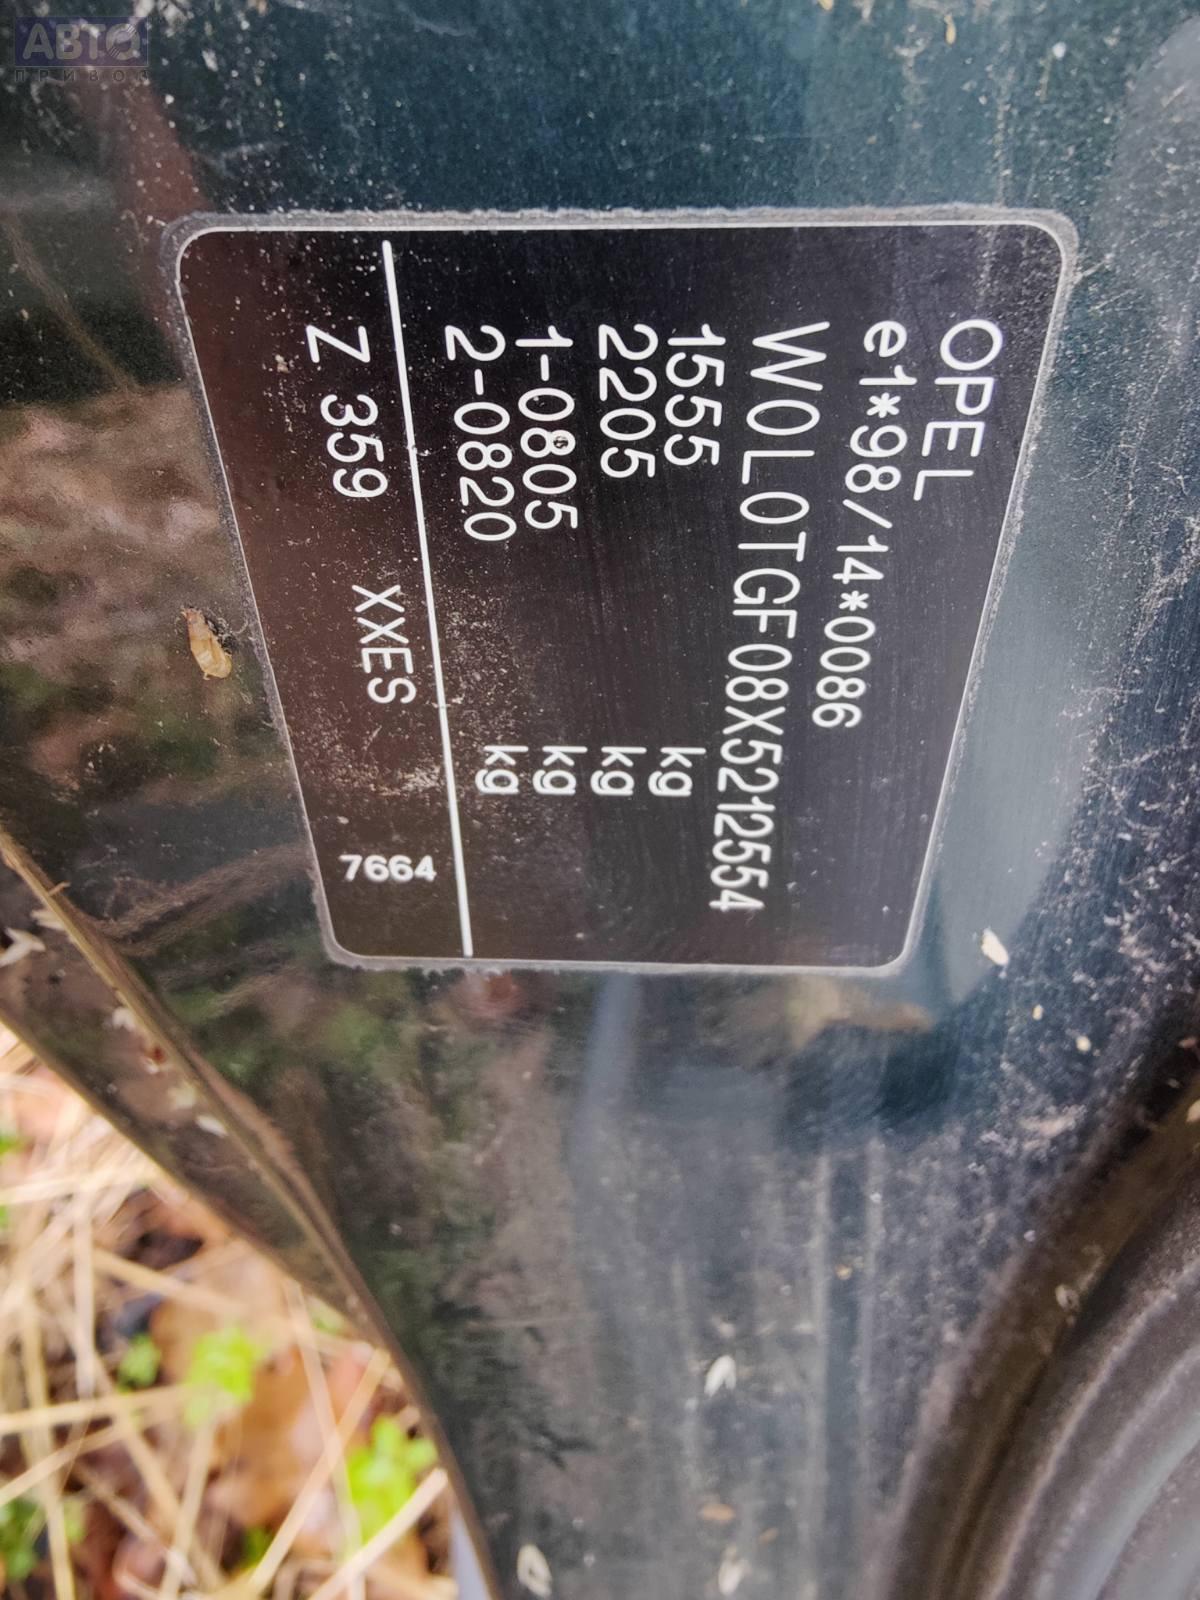 АВТО
ПРИВОЗ
OPEL
e1*98/14*0086
W0L0TGF08X5212554
1555 kg
2205 kg
1-0805 kg
2-0820 kg
Z 359 XXES 7664